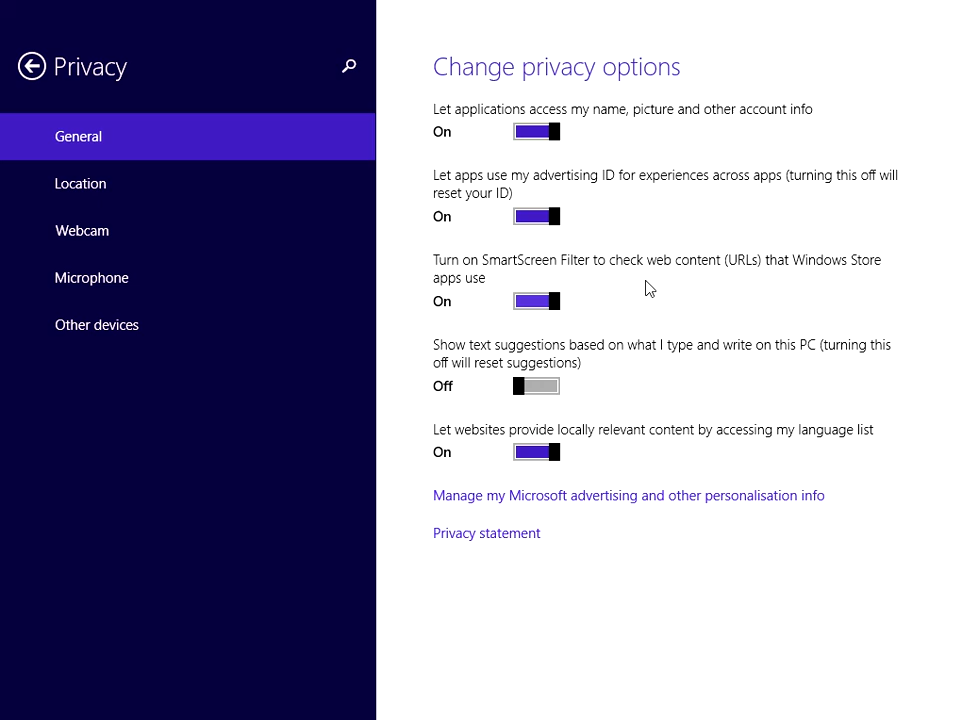 Privacy
General
Location
Webcam
Microphone
Other devices
Change privacy options
Let applications access my name, picture and other account info
On
Let apps use my advertising ID for experiences across apps (turning this off will
reset your ID)
On
Turn on SmartScreen Filter to check web content (URLs) that Windows Store
apps use
On
Show text suggestions based on what I type and write on this PC (turning this
off will reset suggestions)
Off
Let websites provide locally relevant content by accessing my language list
On
Manage my Microsoft advertising and other personalisation info
Privacy statement